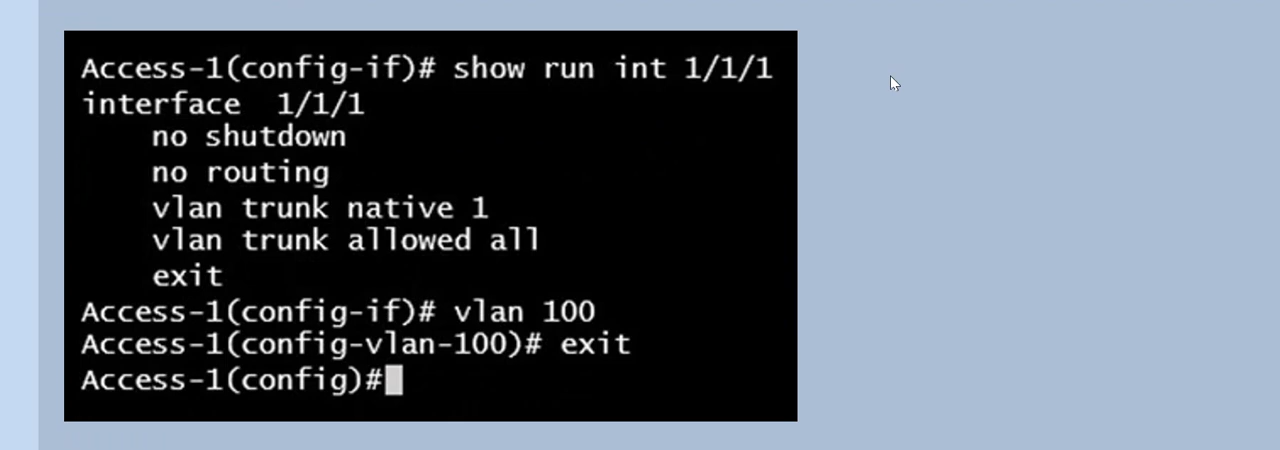 Access-1(config-if)# show run int 1/1/1
interface  1/1/1
    no shutdown
    no routing
    vlan trunk native 1
    vlan trunk allowed all
    exit
Access-1(config-if)# vlan 100
Access-1(config-vlan-100)# exit
Access-1(config)#